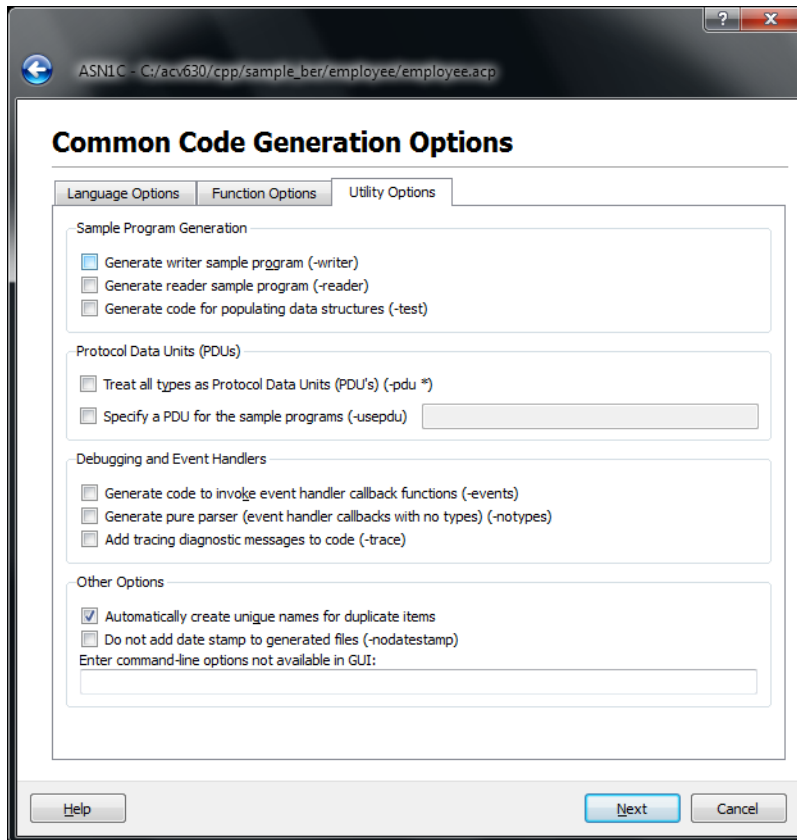 ?
X
ASN1C - C:/acv630/cpp/sample_ber/employee/employee.acp
Common Code Generation Options
Language Options Function Options Utility Options
Sample Program Generation
Generate writer sample program (-writer)
Generate reader sample program (-reader)
Generate code for populating data structures (-test)
Protocol Data Units (PDUs)
Treat all types as Protocol Data Units (PDU's) (-pdu *)
Specify a PDU for the sample programs (-usepdu)
Debugging and Event Handlers
Generate code to invoke event handler callback functions (-events)
Generate pure parser (event handler callbacks with no types) (-notypes)
Add tracing diagnostic messages to code (-trace)
Other Options
Automatically create unique names for duplicate items
Do not add date stamp to generated files (-nodatestamp)
Enter command-line options not available in GUI:
Help Next Cancel